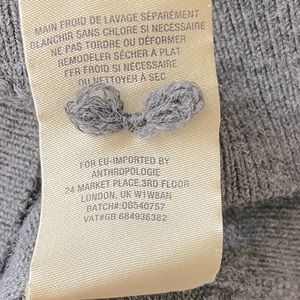 MAIN FROID DE LAVAGE SÉPARÉMENT
BLANCHIR SANS CHLORE SI NÉCESSAIRE
NE PAS TORDRE OU DÉFORMER
REMODELER SÉCHER À PLAT
FER FROID SI NÉCESSAIRE
OU NETTOYER À SEC
FOR EU-IMPORTED BY
ANTHROPOLOGIE
24 MARKET PLACE,3RD FLOOR
LONDON, UK W1W8AN
BATCH#:OS540757
VAT#GB 684936382